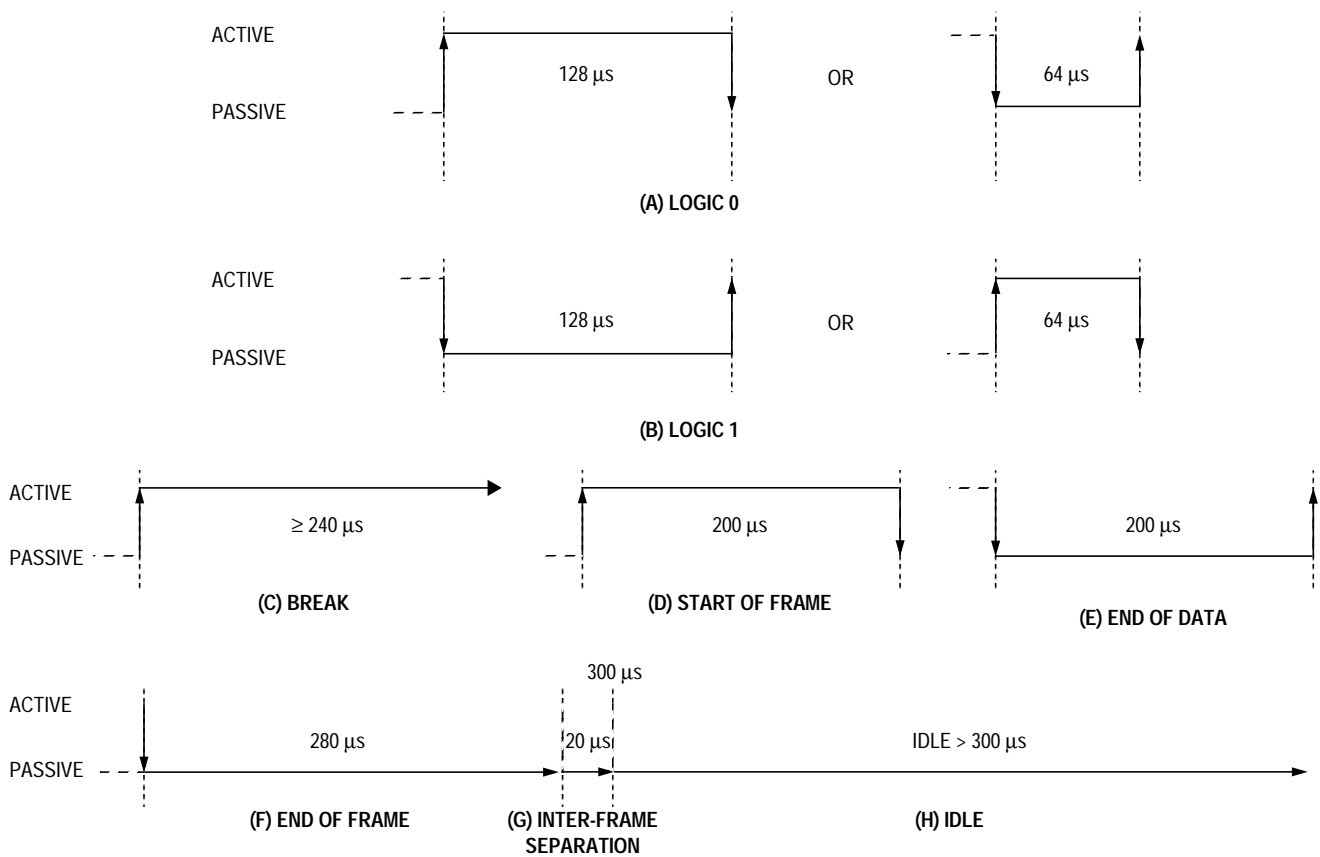 ACTIVE
128 µs
OR
64 µs
PASSIVE
(A) LOGIC 0
ACTIVE
128 µs
OR
64 µs
PASSIVE
(B) LOGIC 1
ACTIVE
≥ 240 µs
200 µs
200 µs
PASSIVE
(C) BREAK
(D) START OF FRAME
(E) END OF DATA
300 µs
ACTIVE
280 µs
20 µs
IDLE > 300 µs
PASSIVE
(F) END OF FRAME
(G) INTER-FRAME
SEPARATION
(H) IDLE